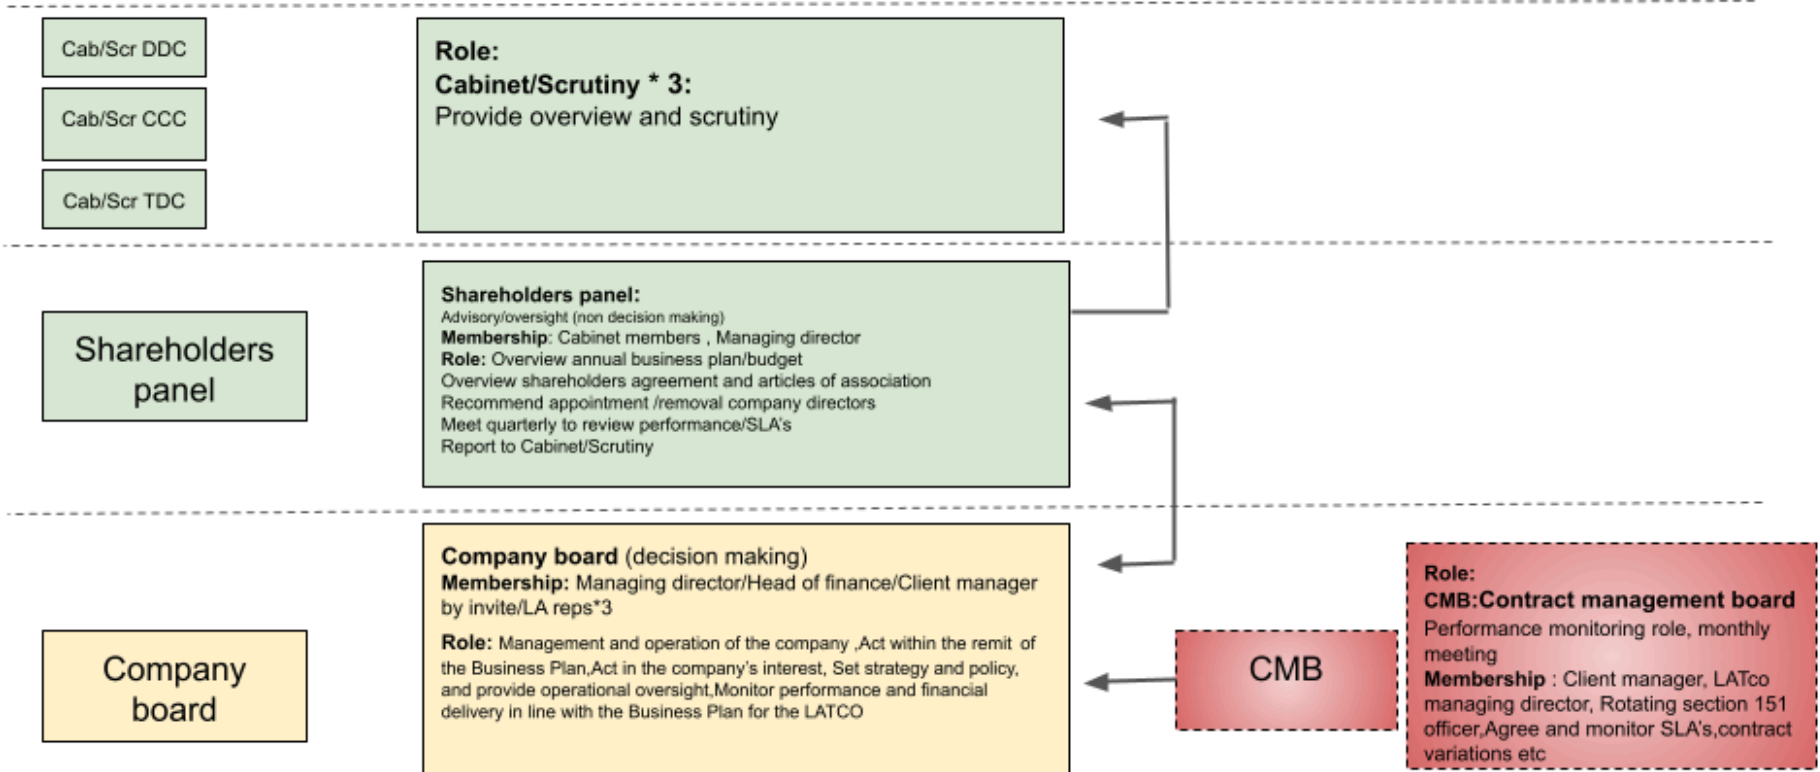 Cab/Scr DDC
Cab/Scr CCC
Cab/Scr TDC
Role:
Cabinet/Scrutiny * 3:
Provide overview and scrutiny
Shareholders
panel
Shareholders panel:
Advisory/oversight (non decision making)
Membership: Cabinet members , Managing director
Role: Overview annual business plan/budget
Overview shareholders agreement and articles of association
Recommend appointment /removal company directors
Meet quarterly to review performance/SLA's
Report to Cabinet/Scrutiny
Company
board
Company board (decision making)
Membership: Managing director/Head of finance/Client manager
by invite/LA reps*3
Role: Management and operation of the company ,Act within the remit of
the Business Plan,Act in the company's interest, Set strategy and policy,
and provide operational oversight,Monitor performance and financial
delivery in line with the Business Plan for the LATCO
CMB
Role:
CMB:Contract management board
Performance monitoring role, monthly
meeting
Membership : Client manager, LATco
managing director, Rotating section 151
officer,Agree and monitor SLA's,contract
variations etc